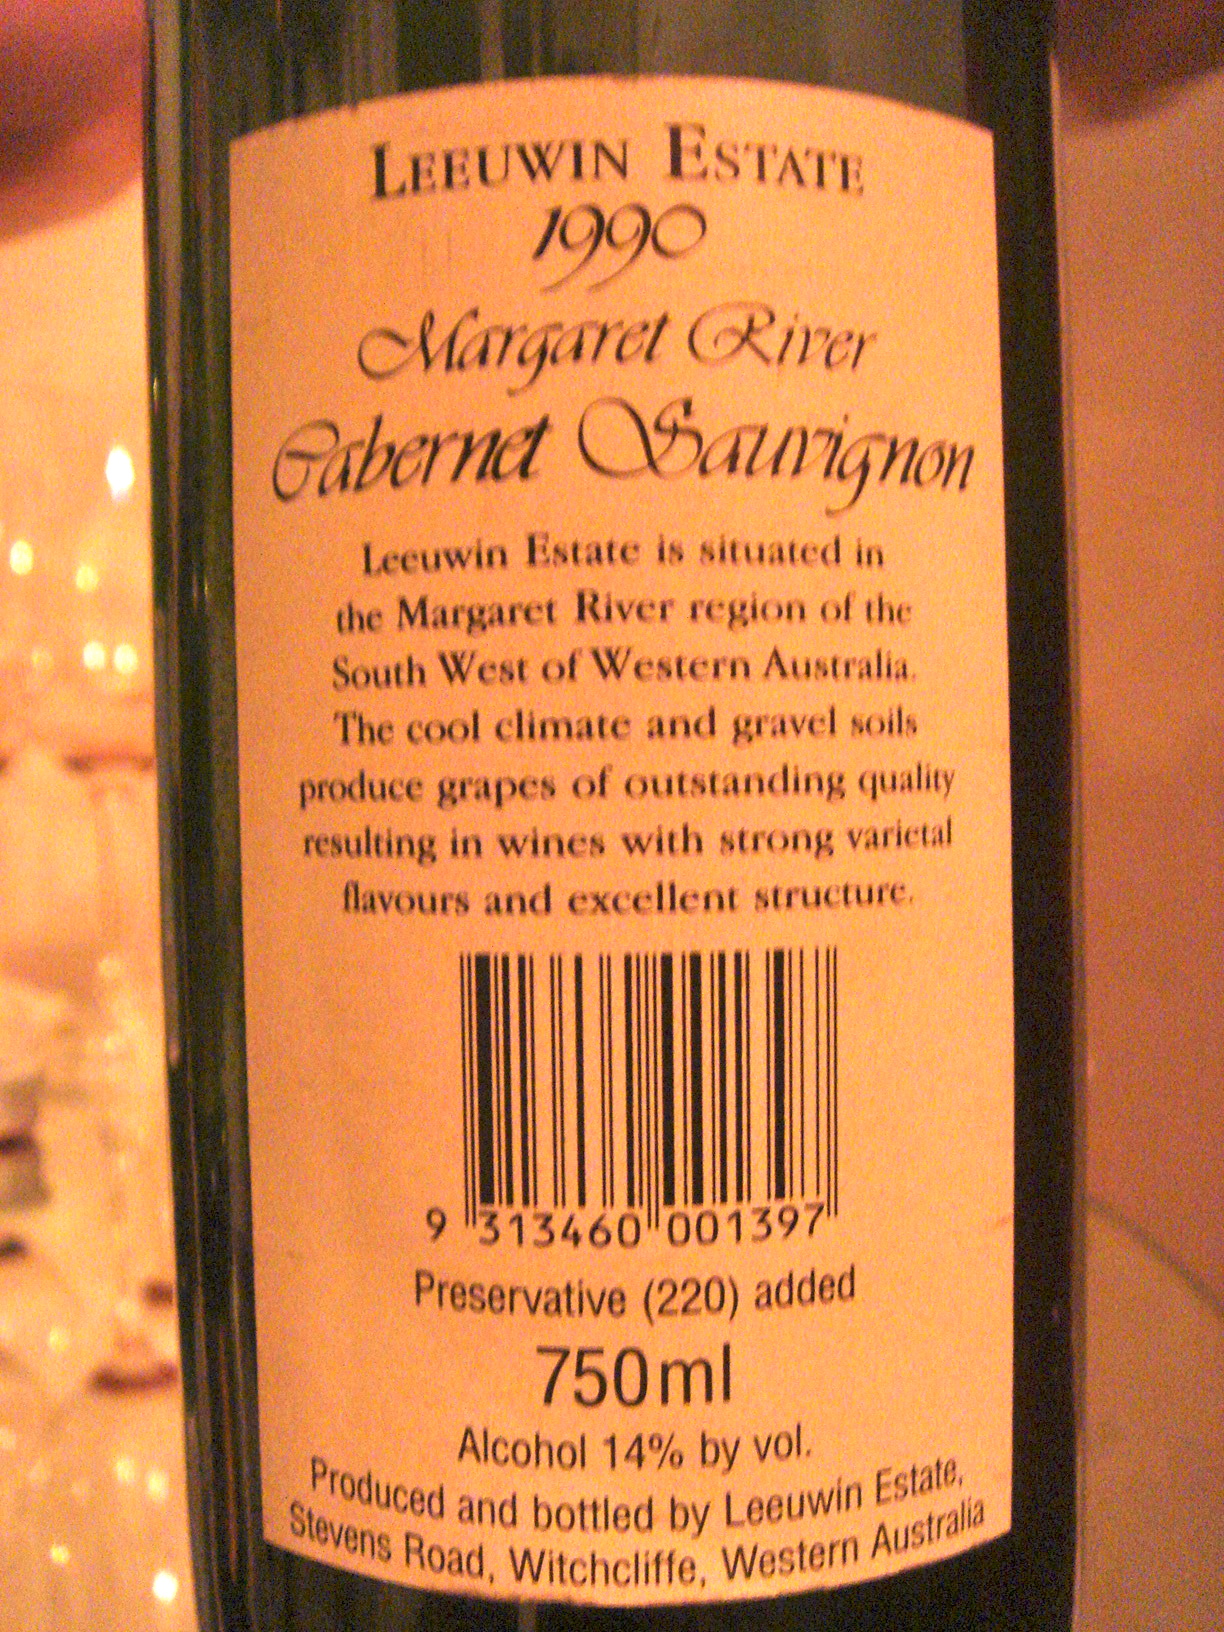 LEEUWIN ESTATE
1990
Margaret River
Cabernet Sauvignon
Leeuwin Estate is situated in
the Margaret River region of the
South West of Western Australia.
The cool climate and gravel soils
produce grapes of outstanding quality
resulting in wines with strong varietal
flavours and excellent structure.
9 313460 001397
Preservative (220) added
750ml
Alcohol 14% by vol.
Produced and bottled by Leeuwin Estate,
Stevens Road, Witchcliffe, Western Australia